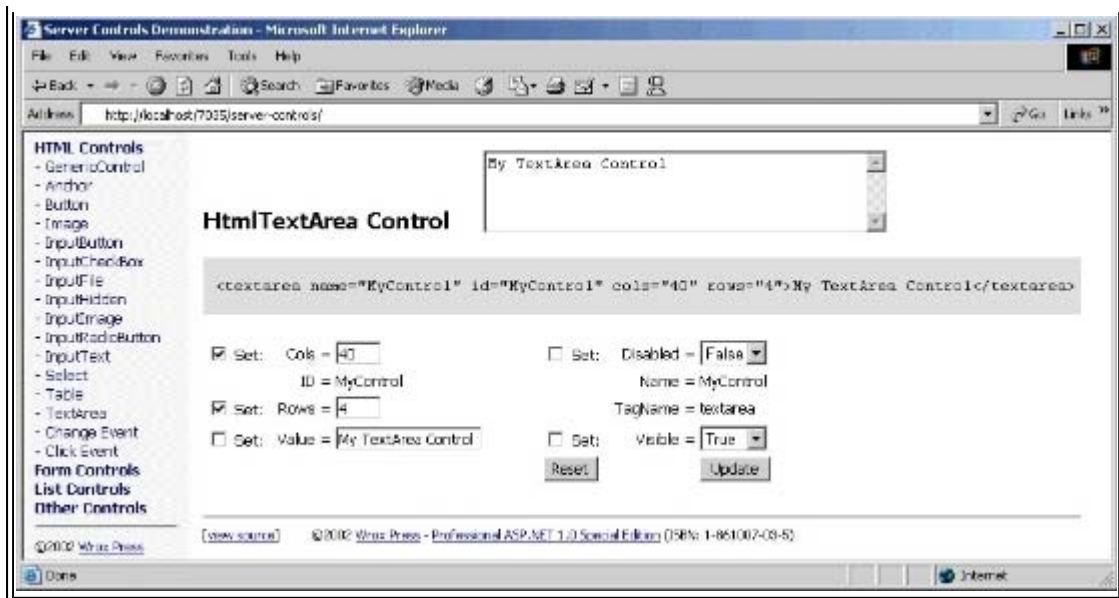 Server Controls Demonstration - Microsoft Internet Explorer
File Edit View Favorites Tools Help
Back Search Favorites Media
Address http://localhost/7035/server-controls/ Go Links »
HTML Controls
- GenericControl
- Anchor
- Button
- Image
- InputButton
- InputCheckBox
- InputFile
- InputHidden
- InputImage
- InputRadioButton
- InputText
- Select
- Table
- TextArea
- Change Event
- Click Event
Form Controls
List Controls
Other Controls
©2002 Wrox Press
My TextArea Control
HtmlTextArea Control
<textarea name="MyControl" id="MyControl" cols="40" rows="4">My TextArea Control</textarea>
Set: Cols = 40 Set: Disabled = False
ID = MyControl Name = MyControl
Set: Rows = 4 TagName = textarea
Set: Value = My TextArea Control Set: Visible = True
Reset Update
[view source] ©2002 Wrox Press - Professional ASP.NET 1.0 Special Edition (ISBN: 1-861007-03-5)
Done Internet